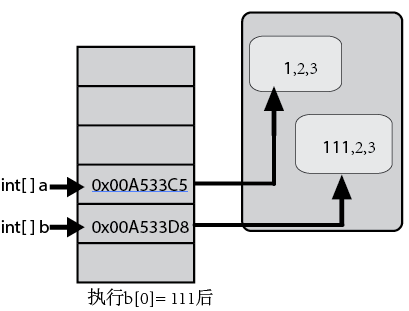 1,2,3
111,2,3
int[] a 0x00A533C5
int[] b 0x00A533D8
执行b[0]= 111后